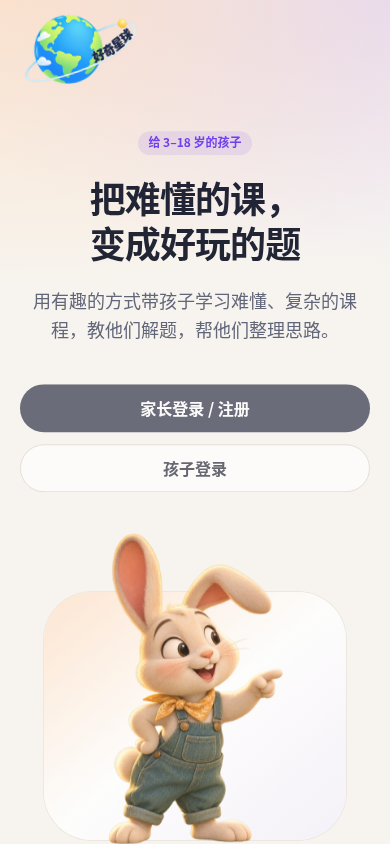 好奇星球
给 3–18 岁的孩子
把难懂的课，
变成好玩的题
用有趣的方式带孩子学习难懂、复杂的课
程，教他们解题，帮他们整理思路。
家长登录 / 注册
孩子登录